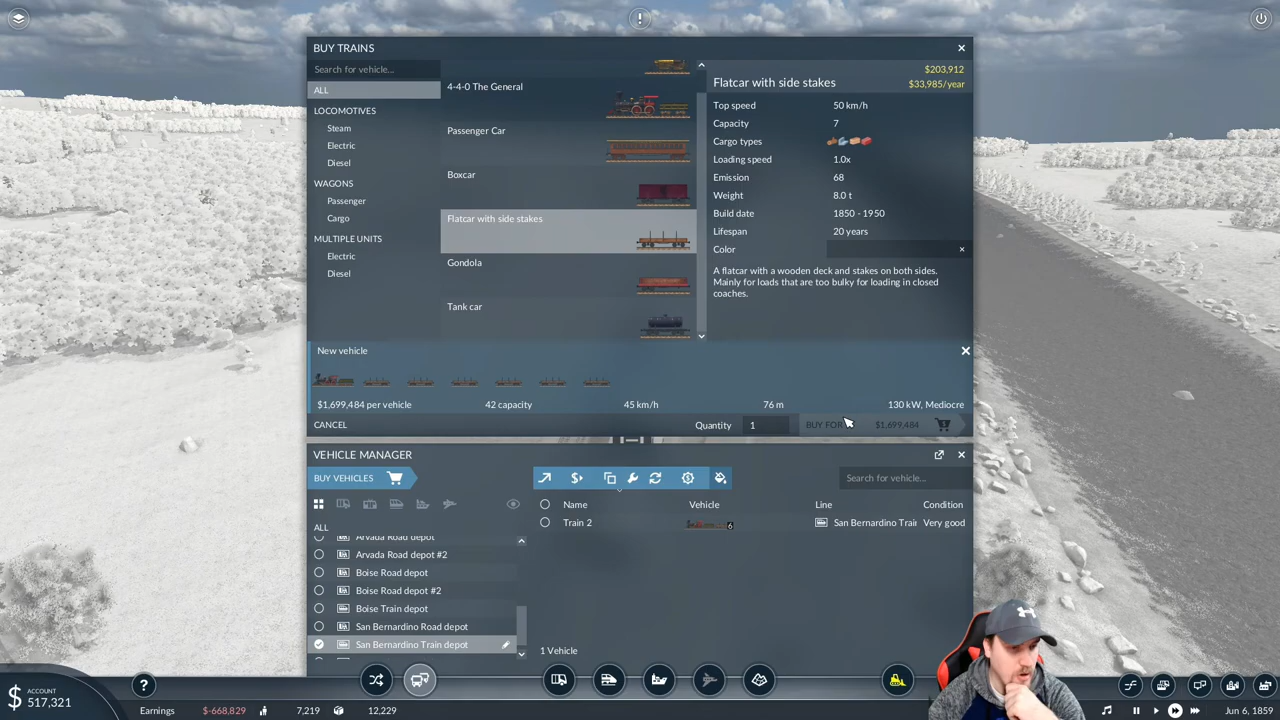 BUY TRAINS
Search for vehicle...
ALL
LOCOMOTIVES
Steam
Electric
Diesel
WAGONS
Passenger
Cargo
MULTIPLE UNITS
Electric
Diesel
4-4-0 The General
Passenger Car
Boxcar
Flatcar with side stakes
Gondola
Tank car
$203,912
Flatcar with side stakes
$33,985/year
Top speed 50 km/h
Capacity 7
Cargo types
Loading speed 1.0x
Emission 68
Weight 8.0 t
Build date 1850 - 1950
Lifespan 20 years
Color
A flatcar with a wooden deck and stakes on both sides.
Mainly for loads that are too bulky for loading in closed
coaches.
New vehicle
$1,699,484 per vehicle 42 capacity 45 km/h 76 m 130 kW, Mediocre
CANCEL Quantity 1 BUY FOR $1,699,484
VEHICLE MANAGER
BUY VEHICLES
Search for vehicle...
ALL
Arvada Road depot
Arvada Road depot #2
Boise Road depot
Boise Road depot #2
Boise Train depot
San Bernardino Road depot
San Bernardino Train depot
Name Vehicle Line Condition
Train 2 6 San Bernardino Trai Very good
1 Vehicle
$ ACCOUNT
517,321
?
Earnings $-668,829 7,219 12,229
Jun 6, 1859